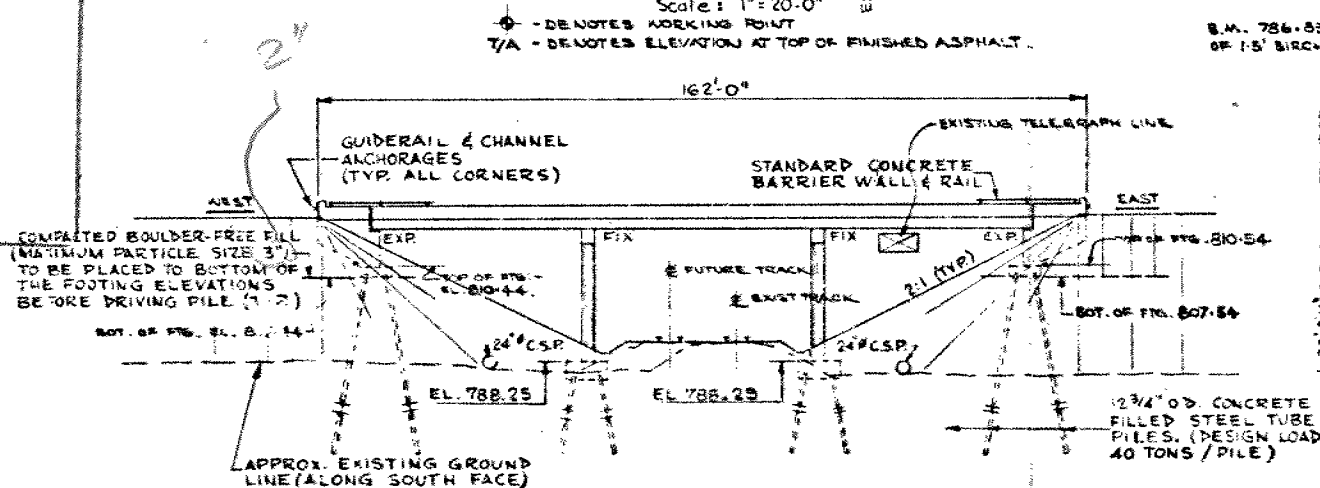 Scale: 1"=20'-0"
- DENOTES WORKING POINT
T/A - DENOTES ELEVATION AT TOP OF FINISHED ASPHALT.
B.M. 786.83
OF 1.5' BIRCH
2"
162'-0"
GUIDERAIL & CHANNEL
ANCHORAGES
(TYP. ALL CORNERS)
EXISTING TELEGRAPH LINE
STANDARD CONCRETE
BARRIER WALL & RAIL
WEST
EAST
COMPACTED BOULDER-FREE FILL
(MAXIMUM PARTICLE SIZE 3")
TO BE PLACED TO BOTTOM OF
THE FOOTING ELEVATIONS
BEFORE DRIVING PILE
EXP.
FIX
FIX
EXP.
TOP OF FTG.
EL. 810.44
FUTURE TRACK
EXIST TRACK
2:1 (TYP)
FTG. 810.54
BOT. OF FTG. 807.54
BOT. OF FTG. EL.
24"ø C.S.P.
24"ø C.S.P.
EL. 788.25
EL. 788.25
APPROX. EXISTING GROUND
LINE (ALONG SOUTH FACE)
12 3/4" O.D. CONCRETE
FILLED STEEL TUBE
PILES. (DESIGN LOAD
40 TONS / PILE)